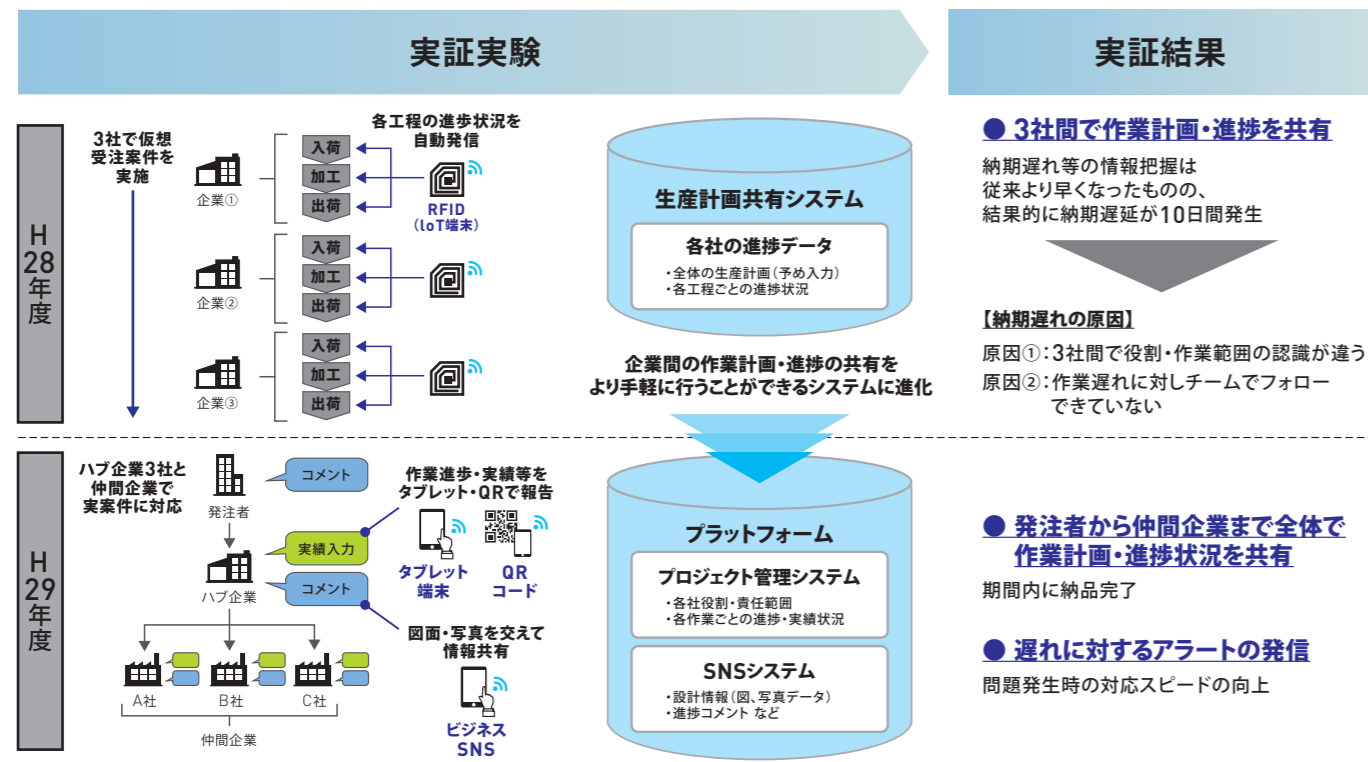 実証実験
実証結果
H
28
年
度
3社で仮想
受注案件を
実施
企業①
入荷
加工
出荷
各工程の進歩状況を
自動発信
RFID
(IoT端末)
企業②
入荷
加工
出荷
企業③
入荷
加工
出荷
生産計画共有システム
各社の進捗データ
・全体の生産計画(予め入力)
・各工程ごとの進捗状況
企業間の作業計画・進捗の共有を
より手軽に行うことができるシステムに進化
● 3社間で作業計画・進捗を共有
納期遅れ等の情報把握は
従来より早くなったものの、
結果的に納期遅延が10日間発生
【納期遅れの原因】
原因①:3社間で役割・作業範囲の認識が違う
原因②:作業遅れに対しチームでフォロー
できていない
H
29
年
度
ハブ企業3社と
仲間企業で
実案件に対応
発注者
コメント
ハブ企業
実績入力
コメント
A社
B社
C社
仲間企業
作業進歩・実績等を
タブレット・QRで報告
タブレット
端末
QR
コード
図面・写真を交えて
情報共有
ビジネス
SNS
プラットフォーム
プロジェクト管理システム
・各社役割・責任範囲
・各作業ごとの進捗・実績状況
SNSシステム
・設計情報(図、写真データ)
・進捗コメント など
● 発注者から仲間企業まで全体で
作業計画・進捗状況を共有
期間内に納品完了
● 遅れに対するアラートの発信
問題発生時の対応スピードの向上